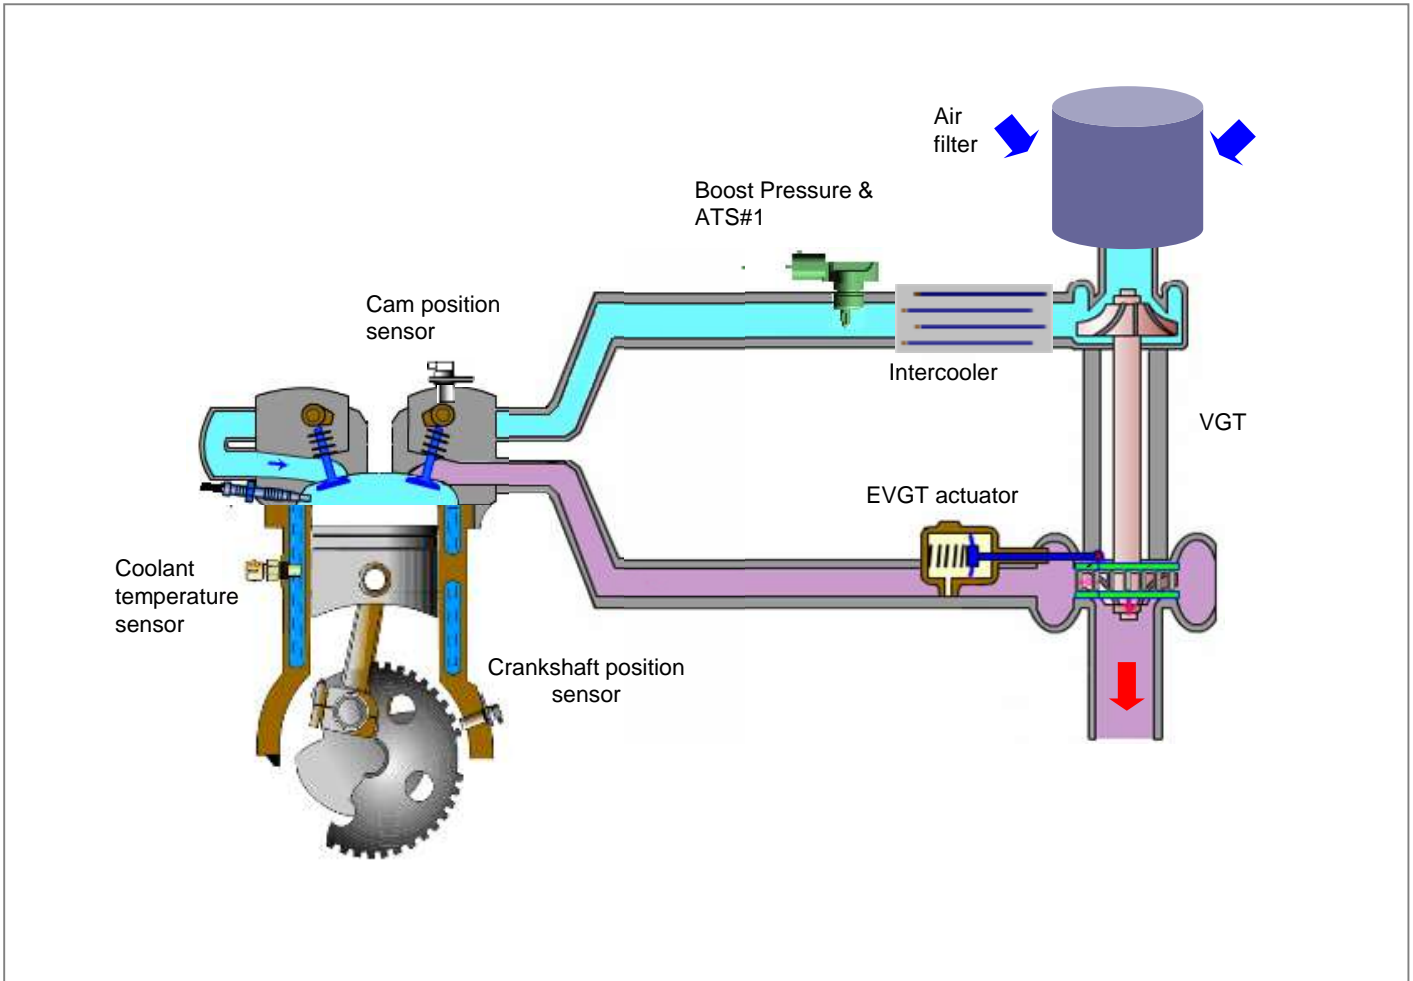 Air
filter
Boost Pressure &
ATS#1
Cam position
sensor
Intercooler
VGT
EVGT actuator
Coolant
temperature
sensor
Crankshaft position
sensor